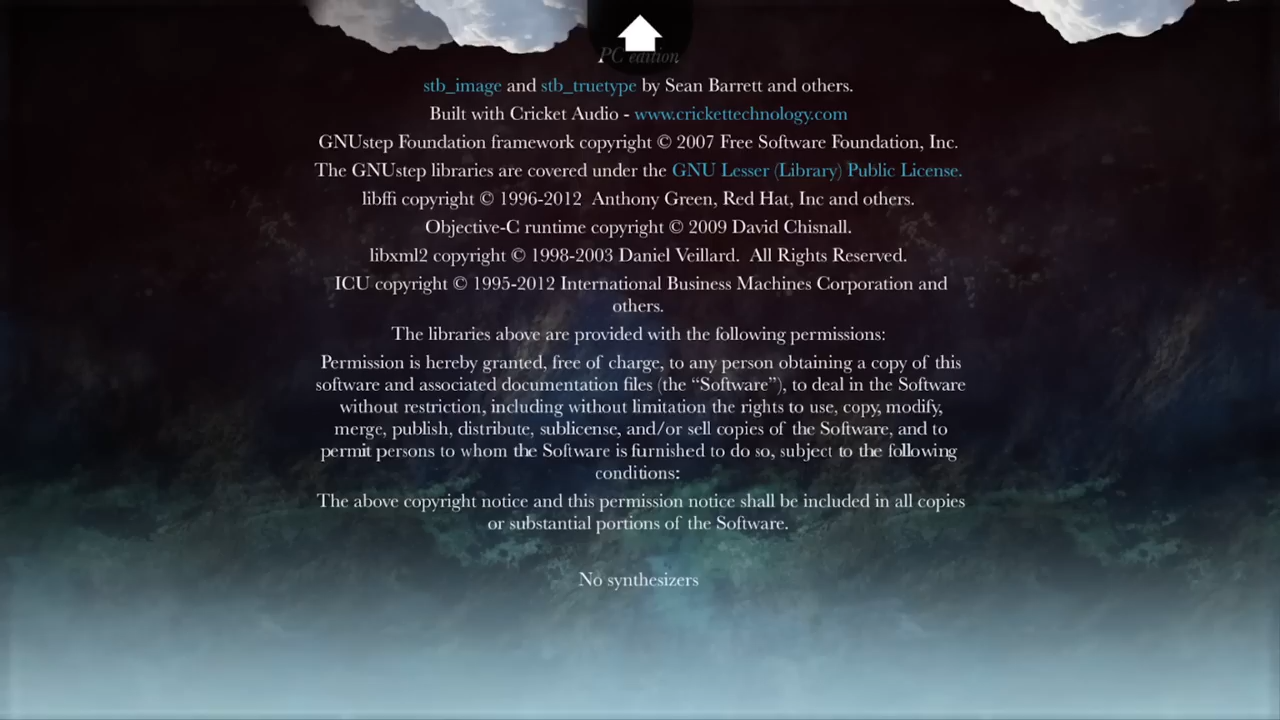 PC edition
stb_image and stb_truetype by Sean Barrett and others.
Built with Cricket Audio - www.crickettechnology.com
GNUstep Foundation framework copyright © 2007 Free Software Foundation, Inc.
The GNUstep libraries are covered under the GNU Lesser (Library) Public License.
libffi copyright © 1996-2012 Anthony Green, Red Hat, Inc and others.
Objective-C runtime copyright © 2009 David Chisnall.
libxml2 copyright © 1998-2003 Daniel Veillard. All Rights Reserved.
ICU copyright © 1995-2012 International Business Machines Corporation and
others.
The libraries above are provided with the following permissions:
Permission is hereby granted, free of charge, to any person obtaining a copy of this
software and associated documentation files (the “Software”), to deal in the Software
without restriction, including without limitation the rights to use, copy, modify,
merge, publish, distribute, sublicense, and/or sell copies of the Software, and to
permit persons to whom the Software is furnished to do so, subject to the following
conditions:
The above copyright notice and this permission notice shall be included in all copies
or substantial portions of the Software.
No synthesizers